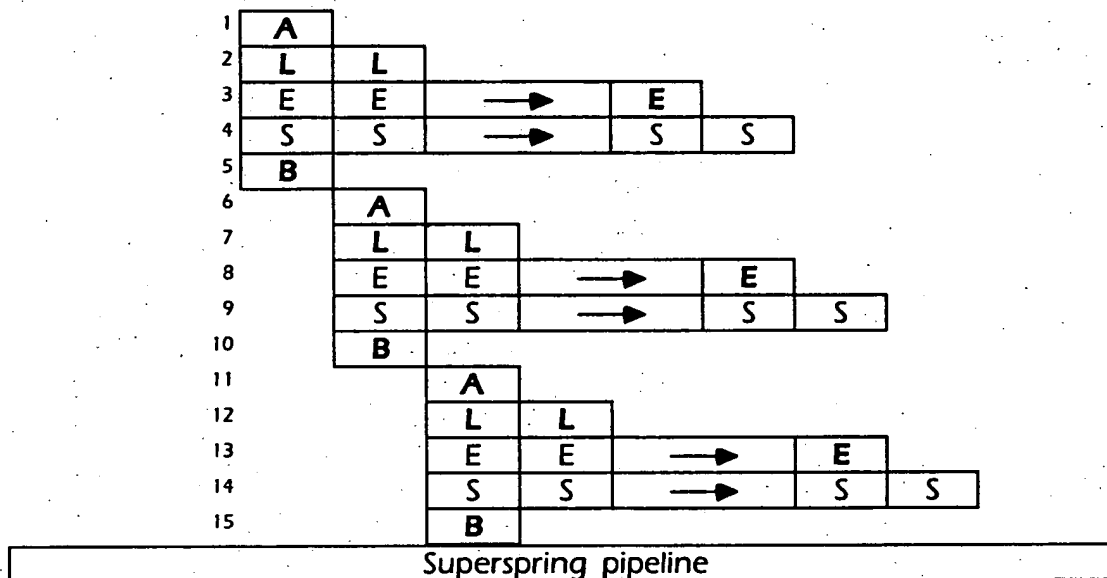 1 A
2 L L
3 E E → E
4 S S → S S
5 B
6 A
7 L L
8 E E → E
9 S S → S S
10 B
11 A
12 L L
13 E E → E
14 S S → S S
15 B
Superspring pipeline